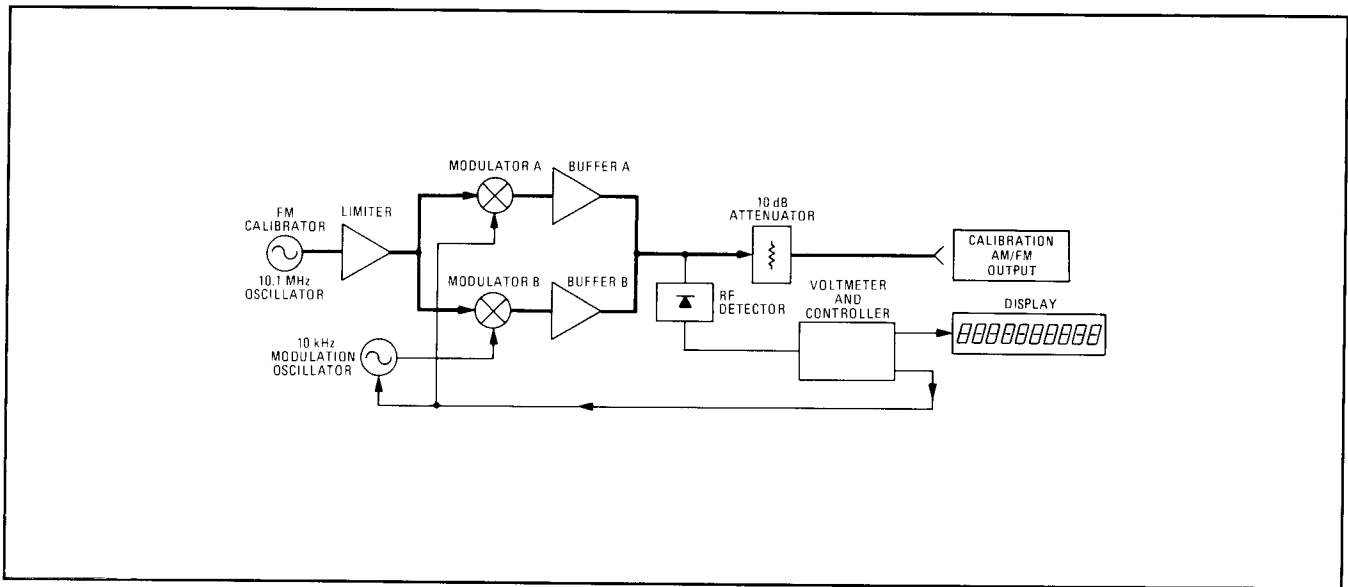 MODULATOR A
BUFFER A
FM
CALIBRATOR
LIMITER
10.1 MHz
OSCILLATOR
10 dB
ATTENUATOR
CALIBRATION
AM/FM
OUTPUT
MODULATOR B
BUFFER B
RF
DETECTOR
VOLTMETER
AND
CONTROLLER
DISPLAY
10 kHz
MODULATION
OSCILLATOR